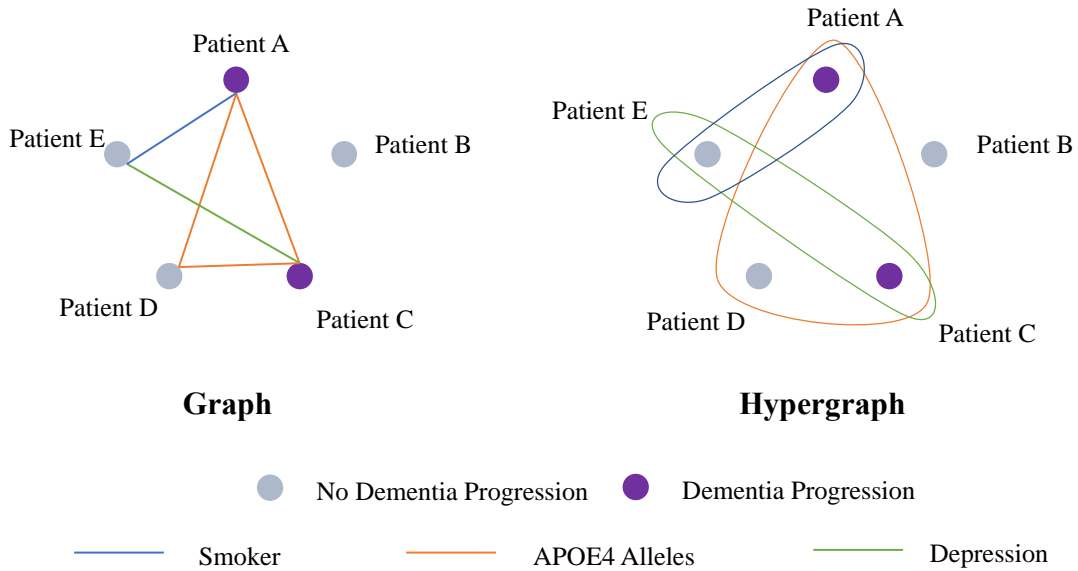 Patient A
Patient E
Patient B
Patient D
Patient C
Graph
Patient A
Patient E
Patient B
Patient D
Patient C
Hypergraph
No Dementia Progression
Dementia Progression
Smoker
APOE4 Alleles
Depression